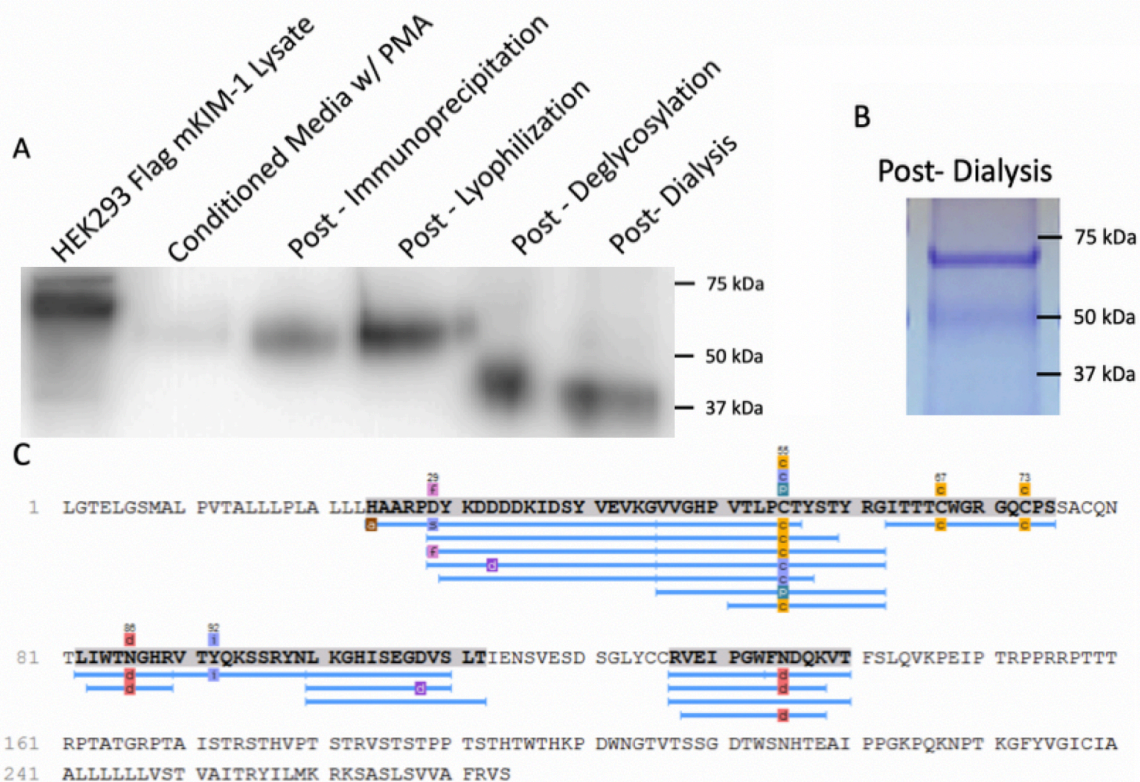 A
HEK293 Flag mKIM-1 Lysate
Conditioned Media w/ PMA
Post - Immunoprecipitation
Post - Lyophilization
Post - Deglycosylation
Post- Dialysis
75 kDa
50 kDa
37 kDa
B
Post- Dialysis
75 kDa
50 kDa
37 kDa
C
29 55 67 73
f c c c
c
p
1 LGTELGSMAL PVTALLLPLA LLLHAARPDY KDDDDKIDSY VEVKGVVGHP VTLPCTYSTY RGITTTCWGR GQCPSSACQN
c c c
c
f c
d c
c
p
c
86 92
d i
81 TLIWTNGHRV TYQKSSRYNL KGHISEGDVS LTIENSVESD SGLYCCRVEI PGWFNDQKVT FSLQVKPEIP TRPPRRPTTT
d i d
d d d
d
161 RPTATGRPTA ISTRSTHVPT STRVSTSTPP TSTHTWTHKP DWNGTVTSSG DTWSNHTEAI PPGKPQKNPT KGFYVGICIA
241 ALLLLLLVST VAITRYILMK RKSASLSVVA FRVS